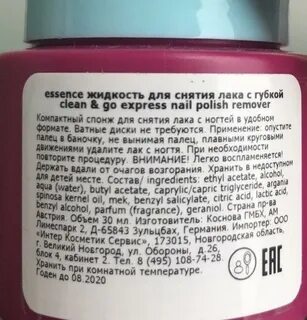 essence жидкость для снятия лака с губкой
clean & go express nail polish remover
Компактный спонж для снятия лака с ногтей в удобном
формате. Ватные диски не требуются. Применение: опустите
палец в баночку, не вынимая палец, плавными круговыми
движениями удалите лак с ногтя. При необходимости
повторите процедуру. ВНИМАНИЕ! Легко воспламеняется!
Держать вдали от очагов возгорания. Хранить в недоступном
для детей месте. Состав/ ingredients: ethyl acetate, alcohol,
aqua (water), butyl acetate, caprylic/capric triglyceride, argania
spinosa kernel oil, mek, benzyl salicylate, citric acid, lactic acid,
benzyl alcohol, parfum (fragrance), geraniol. Страна пр-ва
Австрия. Объем 30 мл. Изготовитель: Коснова ГМБХ, АМ
Лимеспарк 2, Д-65843 Зульцбах, Германия. Импортер: ООО
«Интер Косметик Сервис», 173015, Новгородская область,
г. Великий Новгород, ул. Псковская, д.
блок 4, кабинет 2. Тел. 8 (495) 108-74-28.
Хранить при комнатной температуре.
Годен до 08.2020
EAC